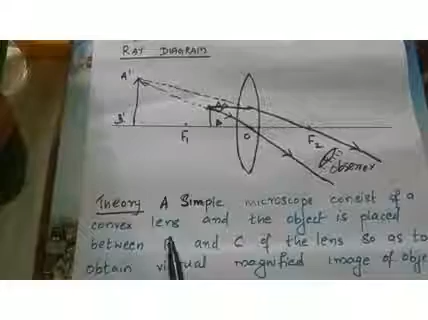 RAY DIAGRAM
A'
A
B'
B
F1
O
F2
observer
Theory A Simple microscope consist of a
convex lens and the object is placed
between and C of the lens so as to
obtain virtual magnified image of obje